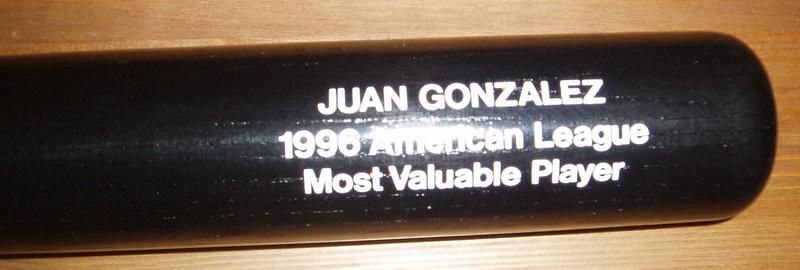 JUAN GONZALEZ
1996 American League
Most Valuable Player